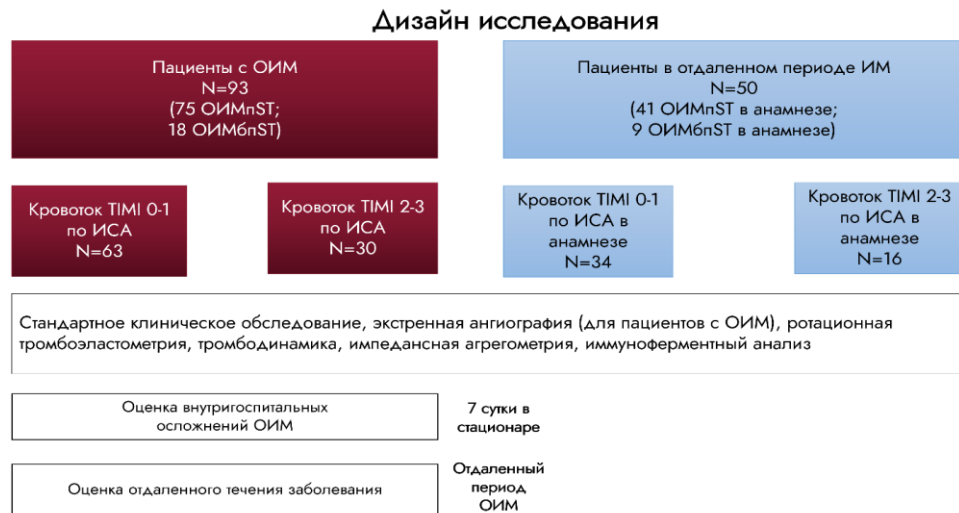 Дизайн исследования
Пациенты с ОИМ
N=93
(75 ОИМпST;
18 ОИМбпST)
Пациенты в отдаленном периоде ИМ
N=50
(41 ОИМпST в анамнезе;
9 ОИМбпST в анамнезе)
Кровоток TIMI 0-1
по ИСА
N=63
Кровоток TIMI 2-3
по ИСА
N=30
Кровоток TIMI 0-1
по ИСА в
анамнезе
N=34
Кровоток TIMI 2-3
по ИСА в
анамнезе
N=16
Стандартное клиническое обследование, экстренная ангиография (для пациентов с ОИМ), ротационная
тромбоэластометрия, тромбодинамика, импедансная агрегометрия, иммуноферментный анализ
Оценка внутригоспитальных
осложнений ОИМ
7 сутки в
стационаре
Оценка отдаленного течения заболевания
Отдаленный
период
ОИМ